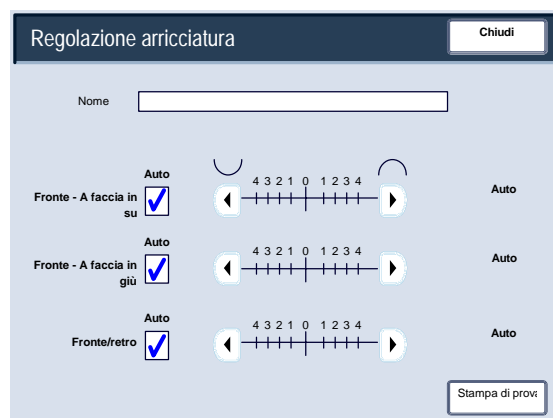 Regolazione arricciatura
Chiudi
Nome
Auto
4 3 2 1 0 1 2 3 4
Fronte - A faccia in
su
Auto
Auto
4 3 2 1 0 1 2 3 4
Fronte - A faccia in
giù
Auto
Auto
4 3 2 1 0 1 2 3 4
Fronte/retro
Auto
Stampa di prova